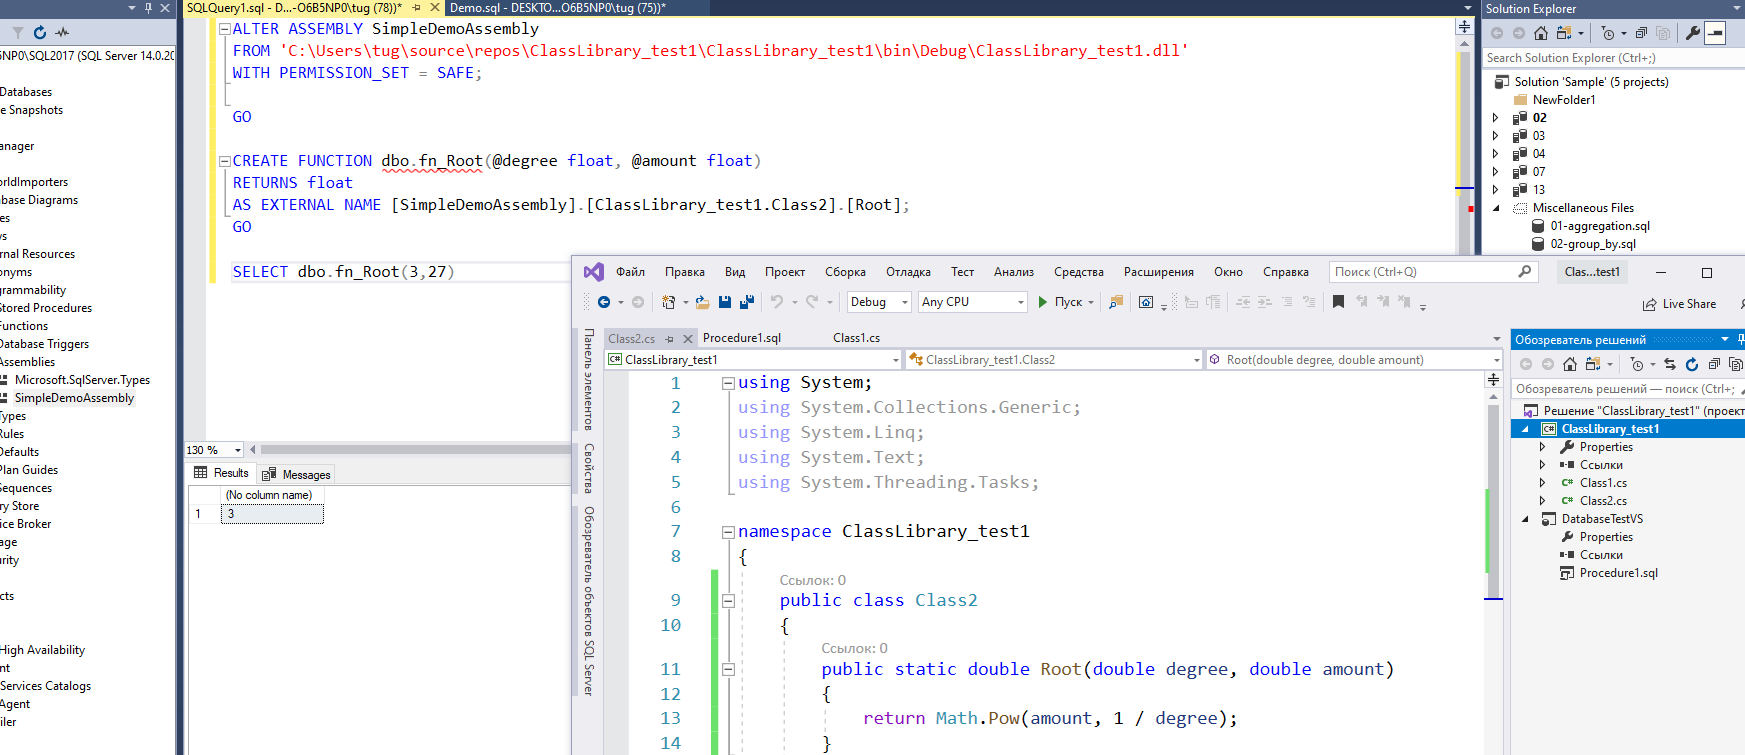 SQLQuery1.sql - D...-O6B5NP0\tug (78))*
Demo.sql - DESKTO...O6B5NP0\tug (75))*
5NP0\SQL2017 (SQL Server 14.0.20
Databases
e Snapshots
anager
orldImporters
base Diagrams
es
ws
rnal Resources
onyms
grammability
Stored Procedures
Functions
Database Triggers
Assemblies
Microsoft.SqlServer.Types
SimpleDemoAssembly
Types
Rules
Defaults
Plan Guides
Sequences
ry Store
ice Broker
age
urity
cts
High Availability
nt
Services Catalogs
Agent
iler
ALTER ASSEMBLY SimpleDemoAssembly
FROM 'C:\Users\tug\source\repos\ClassLibrary_test1\ClassLibrary_test1\bin\Debug\ClassLibrary_test1.dll'
WITH PERMISSION_SET = SAFE;
GO
CREATE FUNCTION dbo.fn_Root(@degree float, @amount float)
RETURNS float
AS EXTERNAL NAME [SimpleDemoAssembly].[ClassLibrary_test1.Class2].[Root];
GO
SELECT dbo.fn_Root(3,27)
130 %
Results
Messages
(No column name)
1 3
Solution Explorer
Search Solution Explorer (Ctrl+;)
Solution 'Sample' (5 projects)
NewFolder1
02
03
04
07
13
Miscellaneous Files
01-aggregation.sql
02-group_by.sql
Файл Правка Вид Проект Сборка Отладка Тест Анализ Средства Расширения Окно Справка Поиск (Ctrl+Q) Clas...test1
Debug Any CPU Пуск Live Share
Панель элементов
Свойства
Обозреватель объектов SQL Server
Class2.cs Procedure1.sql Class1.cs
ClassLibrary_test1 ClassLibrary_test1.Class2 Root(double degree, double amount)
1 using System;
2 using System.Collections.Generic;
3 using System.Linq;
4 using System.Text;
5 using System.Threading.Tasks;
6
7 namespace ClassLibrary_test1
8 {
Ссылок: 0
9 public class Class2
10 {
Ссылок: 0
11 public static double Root(double degree, double amount)
12 {
13 return Math.Pow(amount, 1 / degree);
14 }
Обозреватель решений
Обозреватель решений — поиск (Ctrl+;
Решение "ClassLibrary_test1" (проект
ClassLibrary_test1
Properties
Ссылки
Class1.cs
Class2.cs
DatabaseTestVS
Properties
Ссылки
Procedure1.sql